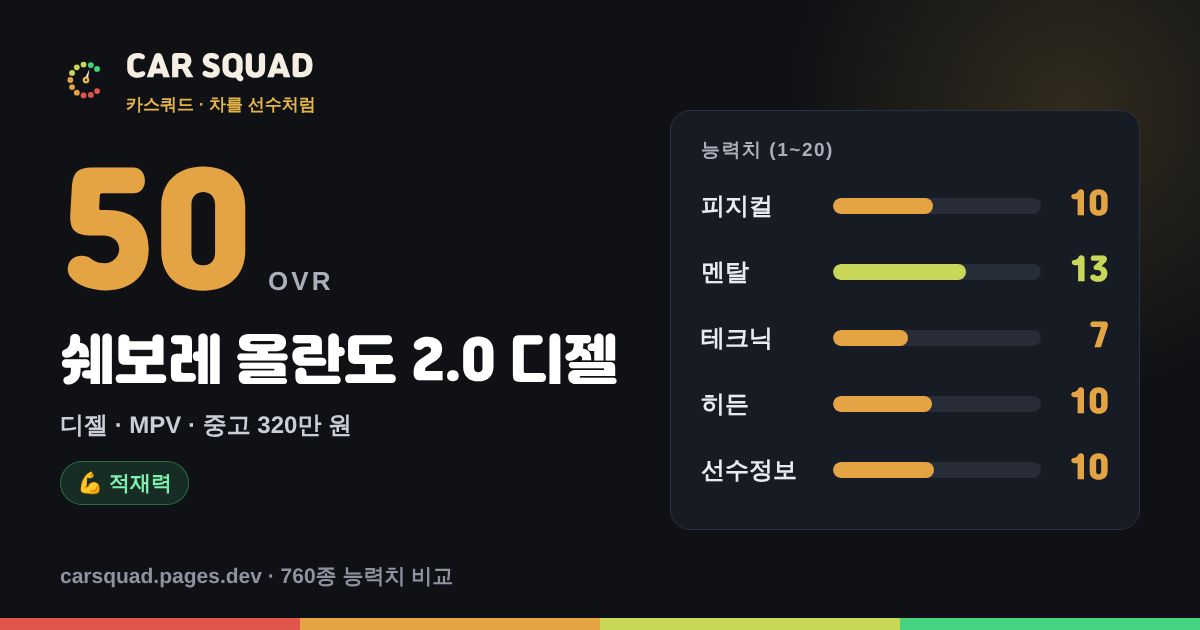 CAR SQUAD
카스쿼드 · 차를 선수처럼
50 OVR
쉐보레 올란도 2.0 디젤
디젤 · MPV · 중고 320만 원
💪 적재력
carsquad.pages.dev · 760종 능력치 비교
능력치 (1~20)
피지컬 10
멘탈 13
테크닉 7
히든 10
선수정보 10